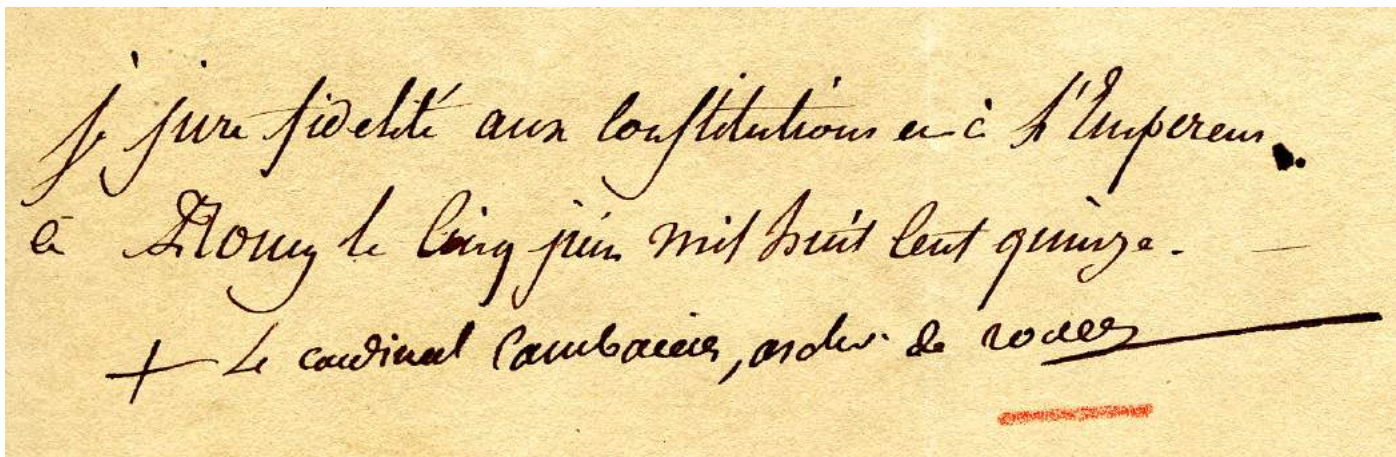 je jure fidelité aux Constitutions et à l'Empereur.
à Rouen le Cinq juin mil huit Cent quinze.
+ Le cardinal Cambacérès, archev. de rouen